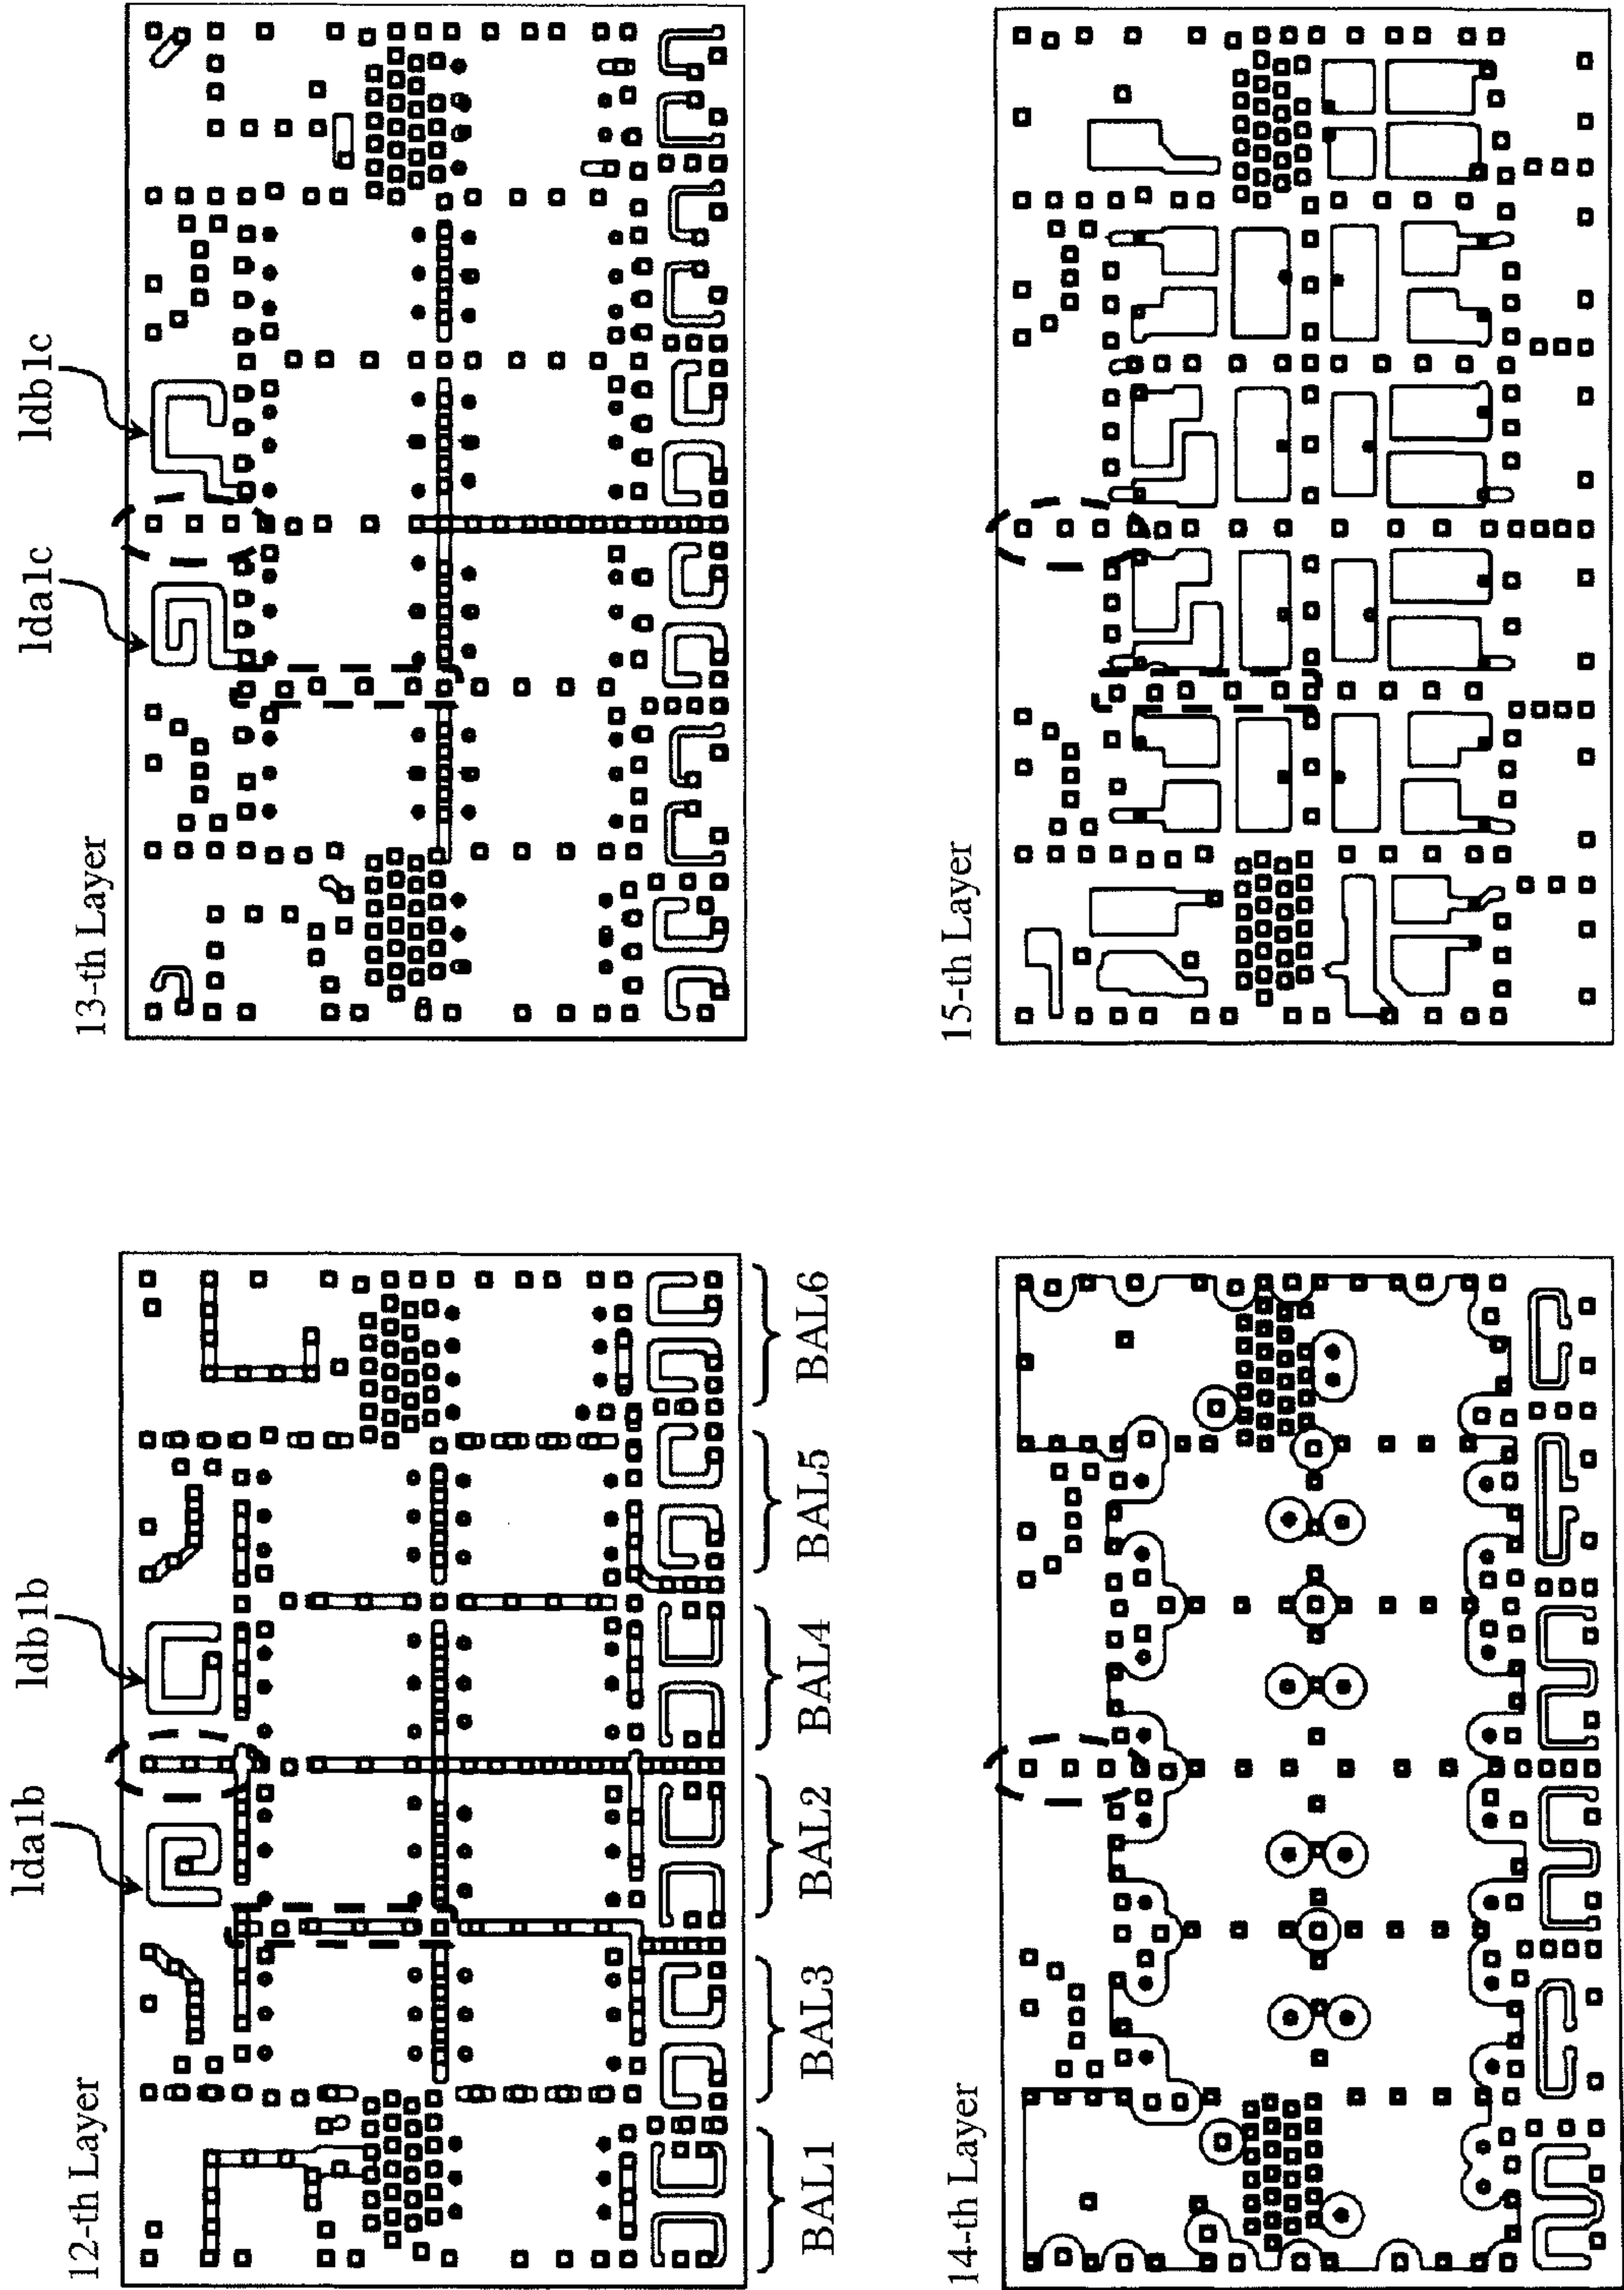 12-th Layer
lda1b
ldb1b
BAL1
BAL3
BAL2
BAL4
BAL5
BAL6
13-th Layer
lda1c
ldb1c
14-th Layer
15-th Layer